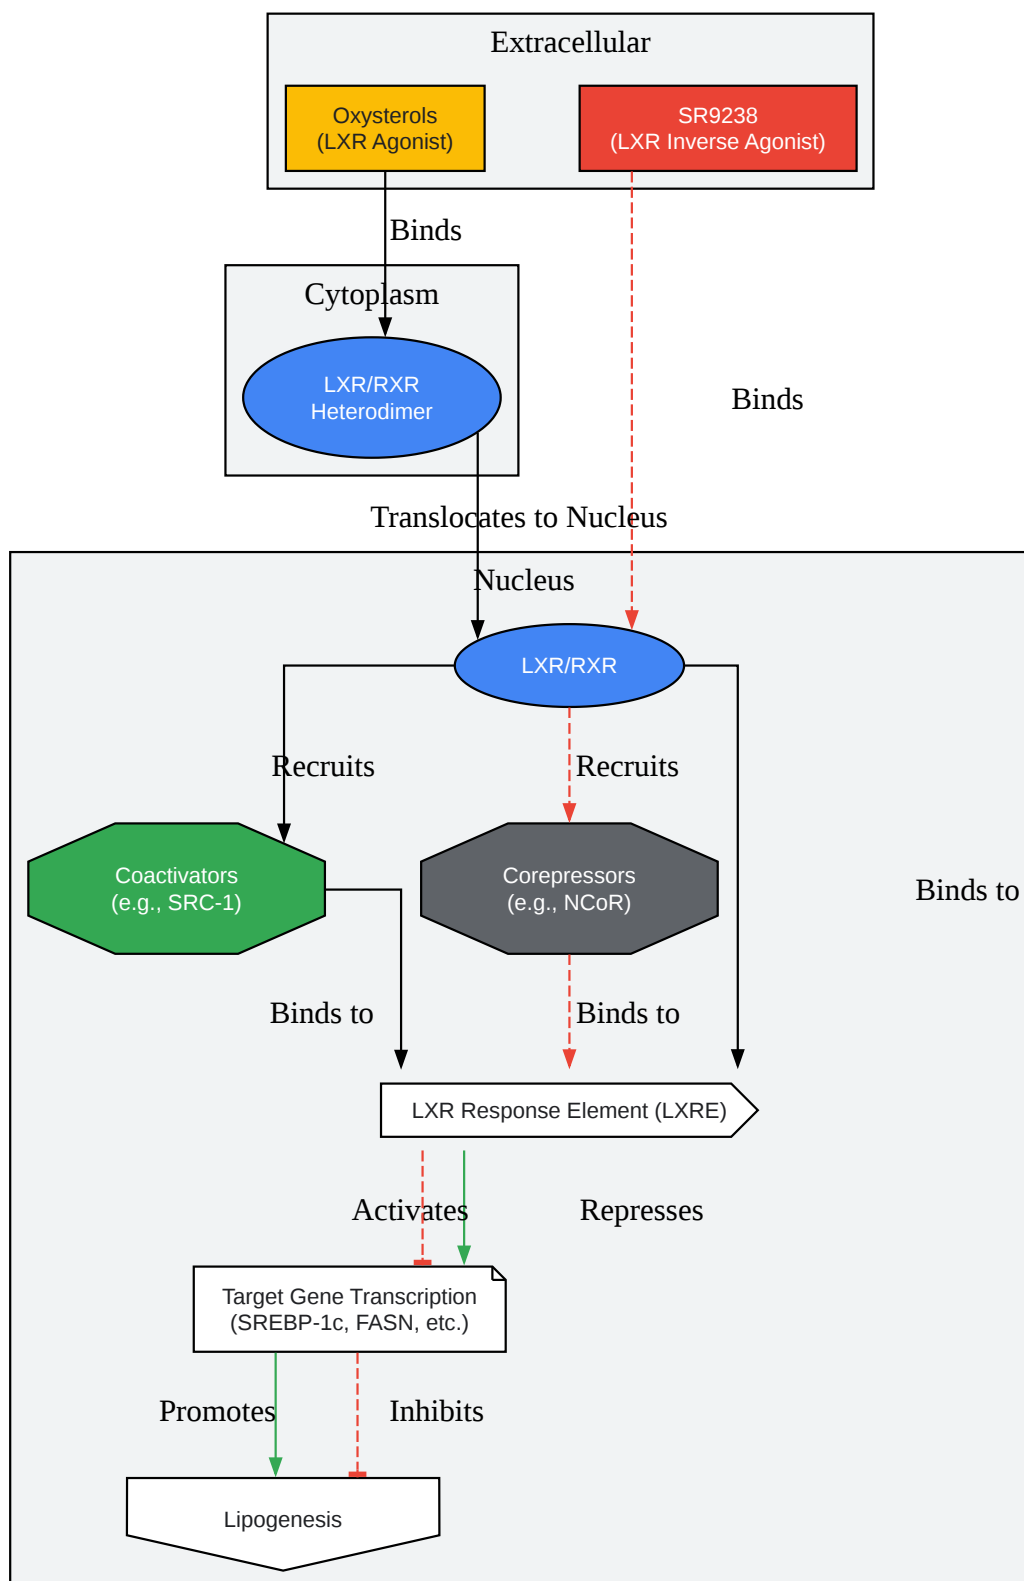 Extracellular
Oxysterols
(LXR Agonist)
SR9238
(LXR Inverse Agonist)
Binds
Cytoplasm
LXR/RXR
Heterodimer
Binds
Translocates to Nucleus
Nucleus
LXR/RXR
Recruits
Recruits
Coactivators
(e.g., SRC-1)
Corepressors
(e.g., NCoR)
Binds to
Binds to
Binds to
LXR Response Element (LXRE)
Activates
Represses
Target Gene Transcription
(SREBP-1c, FASN, etc.)
Promotes
Inhibits
Lipogenesis